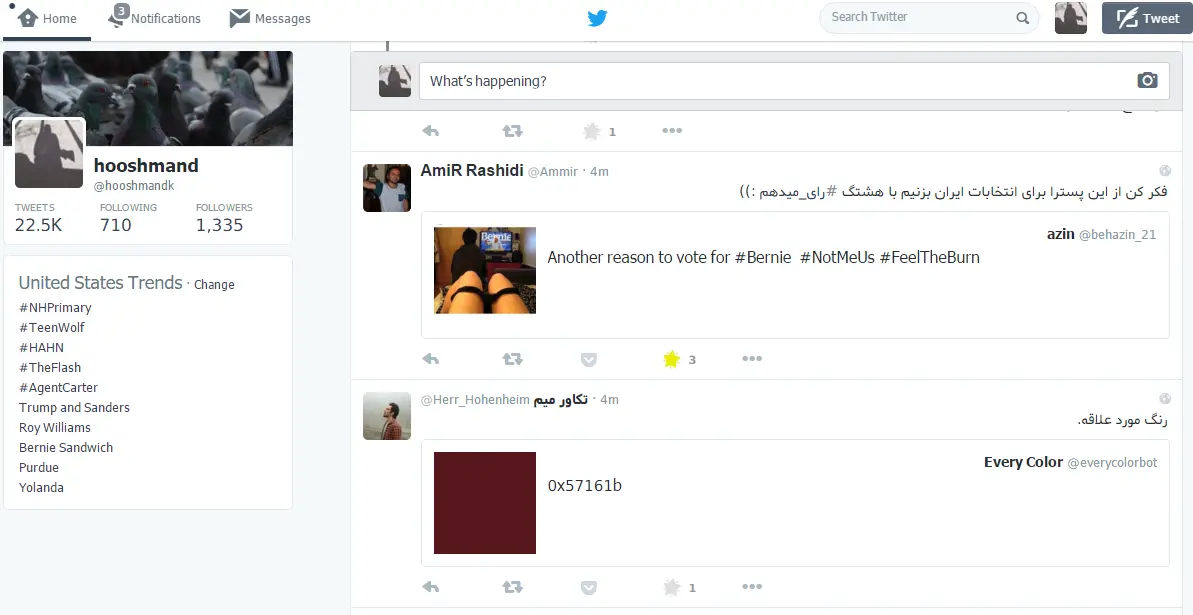 Home
3
Notifications
Messages
Search Twitter
Tweet
hooshmand
@hooshmandk
TWEETS FOLLOWING FOLLOWERS
22.5K 710 1,335
United States Trends · Change
#NHPrimary
#TeenWolf
#HAHN
#TheFlash
#AgentCarter
Trump and Sanders
Roy Williams
Bernie Sandwich
Purdue
Yolanda
What's happening?
1
AmiR Rashidi @Ammir · 4m
فکر کن از این پسترا برای انتخابات ایران بزنیم با هشتگ #رای_میدهم :))
azin @behazin_21
Bernie
Another reason to vote for #Bernie #NotMeUs #FeelTheBurn
3
@Herr_Hohenheim تکاور میم · 4m
رنگ مورد علاقه.
Every Color @everycolorbot
0x57161b
1